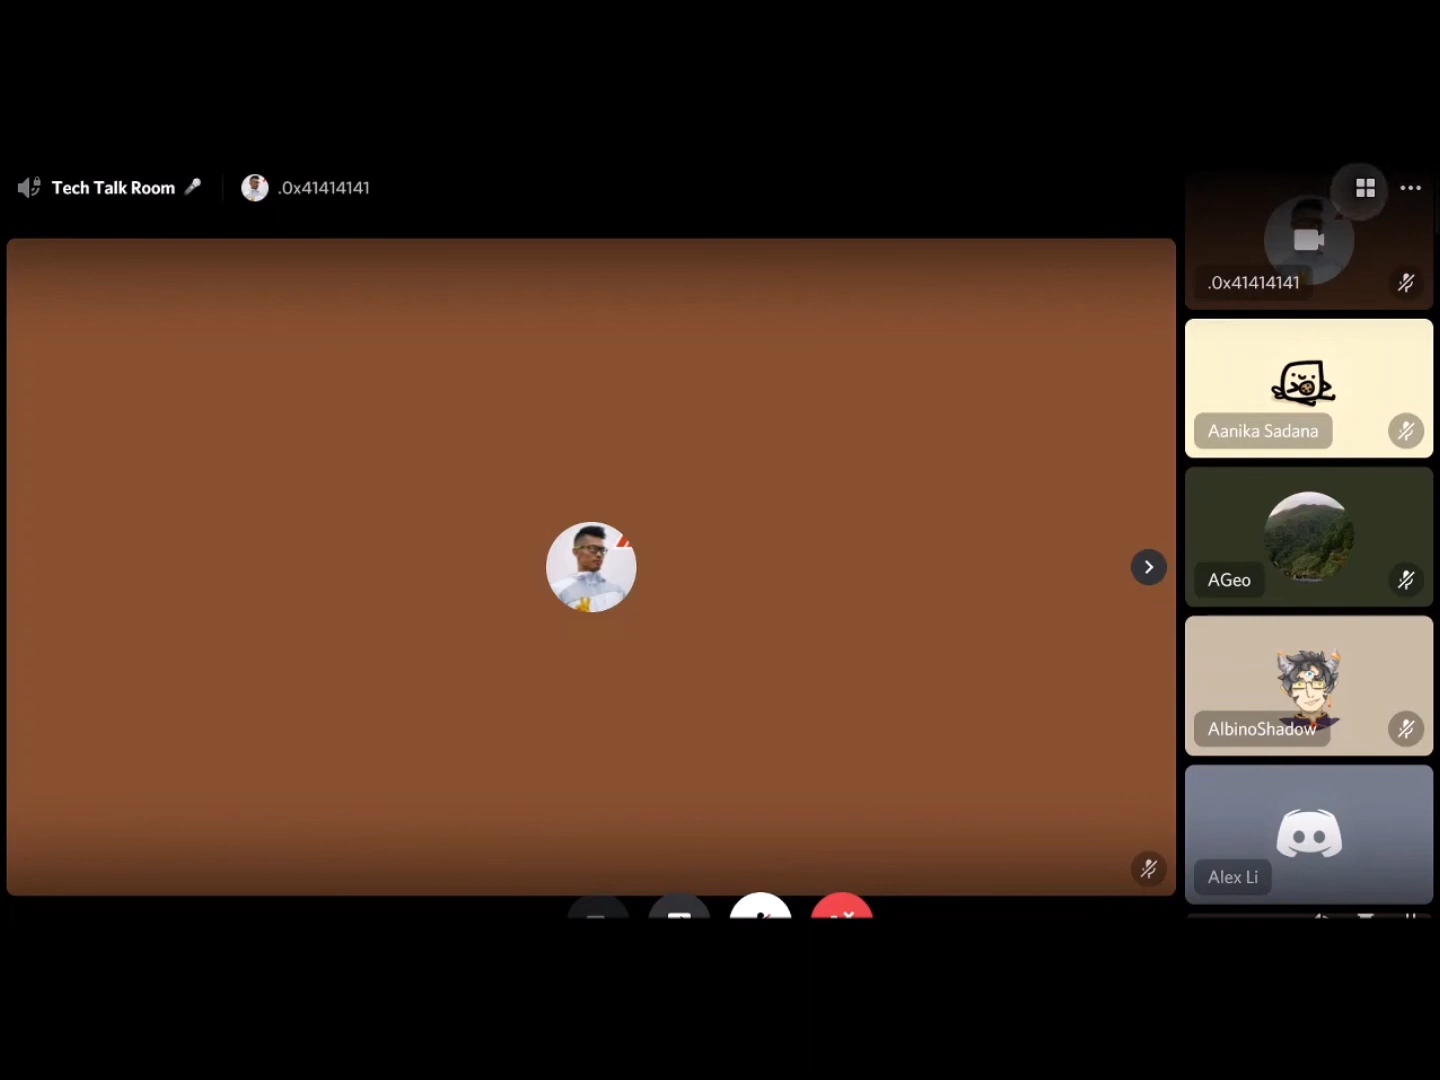 Tech Talk Room
.0x41414141
.0x41414141
Aanika Sadana
AGeo
AlbinoShadow
Alex Li